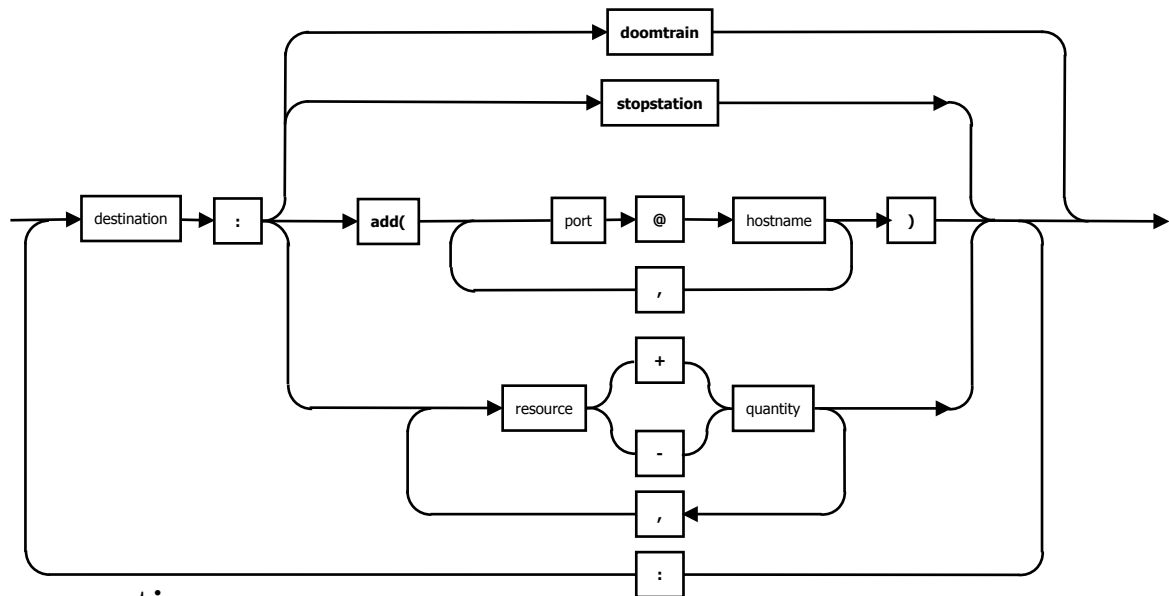 doomtrain
stopstation
destination : add( port @ hostname )
,
+
resource quantity
-
,
: